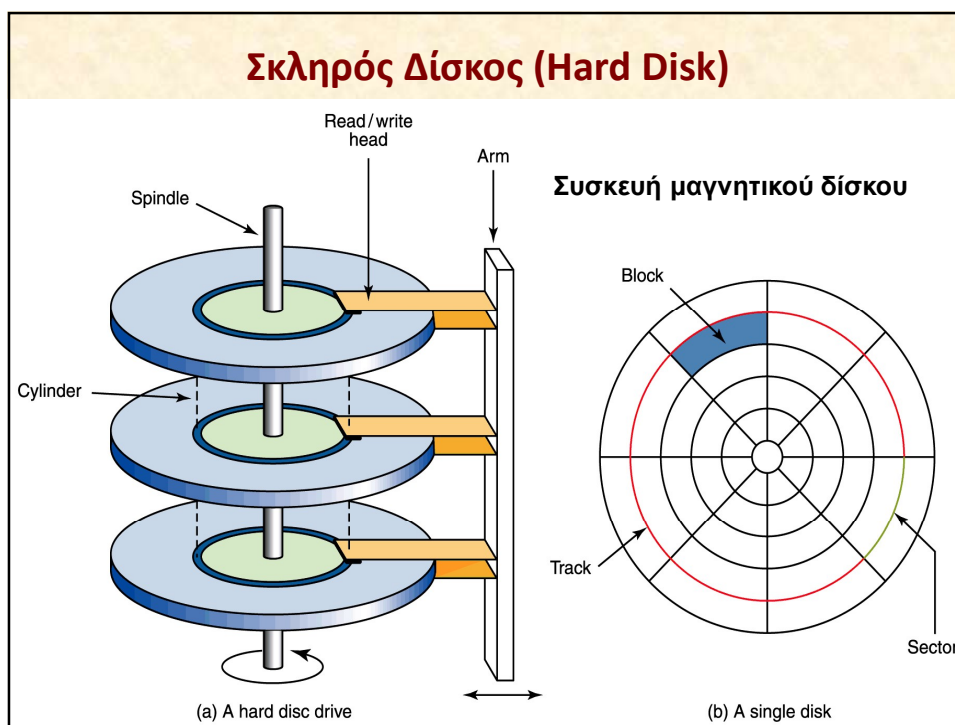 Σκληρός Δίσκος (Hard Disk)
Read/write
head
Arm
Συσκευή μαγνητικού δίσκου
Spindle
Block
Cylinder
Track
Sector
(a) A hard disc drive
(b) A single disk